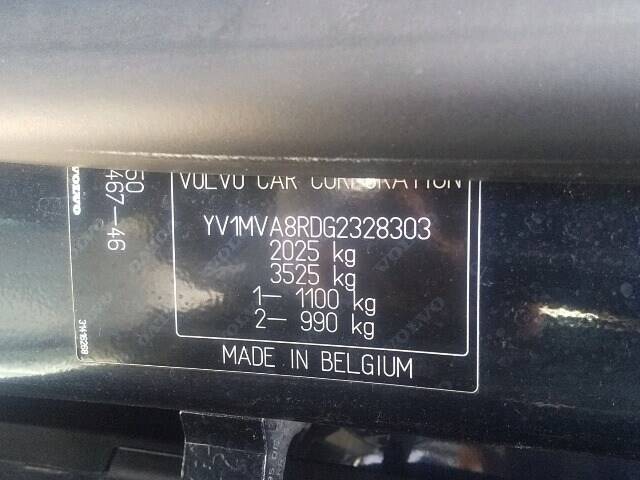 VOLVO CAR CORPORATION
YV1MVA8RDG2328303
2025 kg
3525 kg
1– 1100 kg
2– 990 kg
MADE IN BELGIUM
VOLVO
50
467–46